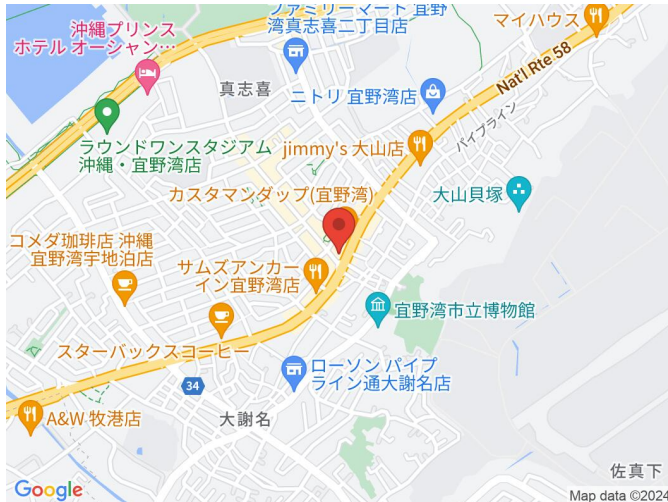 ファミリーマート 宜野
湾真志喜二丁目店
マイハウス
沖縄プリンス
ホテル オーシャン…
真志喜
ニトリ 宜野湾店
Nat'l Rte 58
パイプライン
ラウンドワンスタジアム
沖縄・宜野湾店
jimmy's 大山店
カスタマンダップ(宜野湾)
大山貝塚
コメダ珈琲店 沖縄
宜野湾宇地泊店
サムズアンカー
イン宜野湾店
宜野湾市立博物館
スターバックスコーヒー
34
ローソン パイプ
ライン通大謝名店
A&W 牧港店
大謝名
佐真下
Google
Map data ©2024